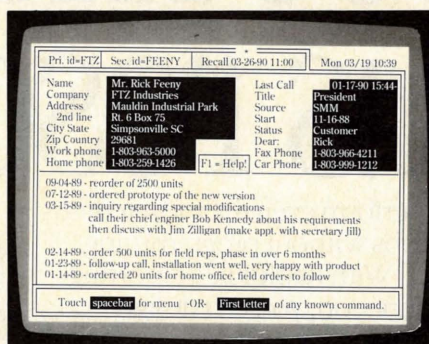 Pri. id=FTZ Sec. id=FEENY Recall 03-26-90 11:00 Mon 03/19 10:39
Name Mr. Rick Feeny Last Call 01-17-90 15:44
Company FTZ Industries Title President
Address Mauldin Industrial Park Source SMM
2nd line Rt. 6 Box 75 Start 11-16-88
City State Simpsonville SC Status Customer
Zip Country 29681 Dear: Rick
Work phone 1-803-963-5000 Fax Phone 1-803-966-4211
Home phone 1-803-259-1426 F1 = Help! Car Phone 1-803-999-1212
09-04-89 - reorder of 2500 units
07-12-89 - ordered prototype of the new version
03-15-89 - inquiry regarding special modifications
call their chief enginer Bob Kennedy about his requirements
then discuss with Jim Zilligan (make appt. with secretary Jill)
02-14-89 - order 500 units for field reps, phase in over 6 months
01-23-89 - follow-up call, installation went well, very happy with product
01-14-89 - ordered 20 units for home office, field orders to follow
Touch spacebar for menu -OR- First letter of any known command.